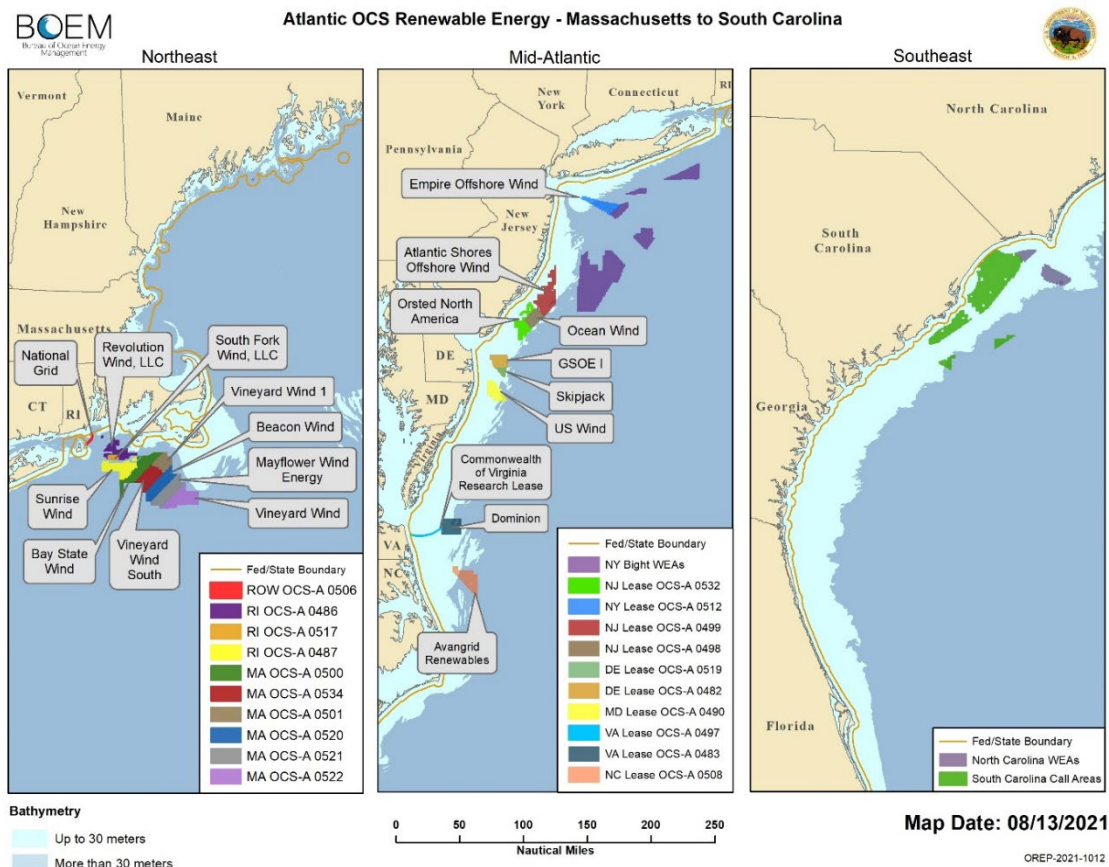 BOEM
Bureau of Ocean Energy
Management
Atlantic OCS Renewable Energy - Massachusetts to South Carolina
Northeast
Vermont
Maine
New
Hampshire
Massachusetts
CT
RI
National
Grid
Revolution
Wind, LLC
South Fork
Wind, LLC
Vineyard Wind 1
Beacon Wind
Mayflower Wind
Energy
Vineyard Wind
Sunrise
Wind
Bay State
Wind
Vineyard
Wind
South
Fed/State Boundary
ROW OCS-A 0506
RI OCS-A 0486
RI OCS-A 0517
RI OCS-A 0487
MA OCS-A 0500
MA OCS-A 0534
MA OCS-A 0501
MA OCS-A 0520
MA OCS-A 0521
MA OCS-A 0522
Mid-Atlantic
New
York
Connecticut
RI
Pennsylvania
New
Jersey
DE
MD
Virginia
VA
NC
Empire Offshore Wind
Atlantic Shores
Offshore Wind
Orsted North
America
Ocean Wind
GSOE I
Skipjack
US Wind
Commonwealth
of Virginia
Research Lease
Dominion
Avangrid
Renewables
Fed/State Boundary
NY Bight WEAs
NJ Lease OCS-A 0532
NY Lease OCS-A 0512
NJ Lease OCS-A 0499
NJ Lease OCS-A 0498
DE Lease OCS-A 0519
DE Lease OCS-A 0482
MD Lease OCS-A 0490
VA Lease OCS-A 0497
VA Lease OCS-A 0483
NC Lease OCS-A 0508
Southeast
North Carolina
South
Carolina
Georgia
Florida
Fed/State Boundary
North Carolina WEAs
South Carolina Call Areas
Bathymetry
Up to 30 meters
More than 30 meters
0 50 100 150 200 250
Nautical Miles
Map Date: 08/13/2021
OREP-2021-1012